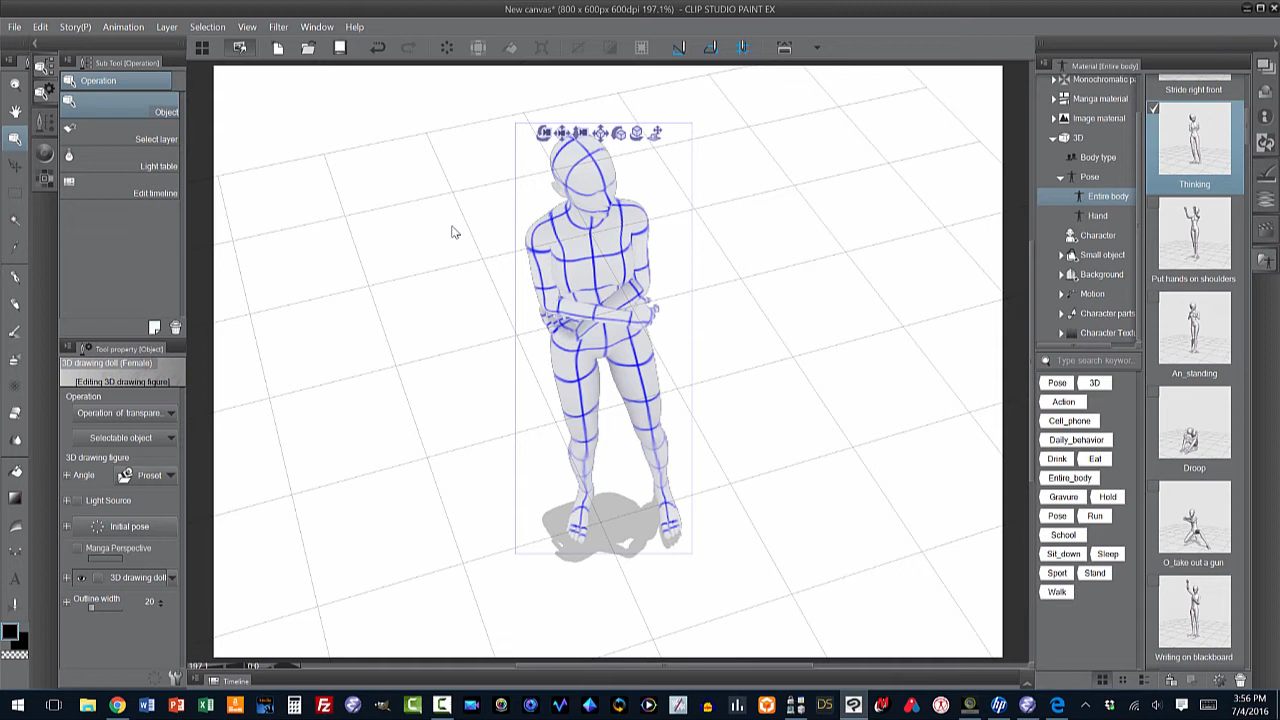 New canvas* (800 x 600px 600dpi 197.1%) - CLIP STUDIO PAINT EX
File Edit Story(P) Animation Layer Selection View Filter Window Help
Sub Tool [Operation]
Operation
Object
Select layer
Light table
Edit timeline
Tool property [Object]
3D drawing doll (Female)
[Editing 3D drawing figure]
Operation
Operation of transpare..
Selectable object
3D drawing figure
Angle Preset
Light Source
Initial pose
Manga Perspective
3D drawing doll
Outline width 20
197.1 0.0
Timeline
Material [Entire body]
Monochromatic p
Manga material
Image material
3D
Body type
Pose
Entire body
Hand
Character
Small object
Background
Motion
Character parts
Character Text
Type search keywor..
Pose 3D
Action
Cell_phone
Daily_behavior
Drink Eat
Entire_body
Gravure Hold
Pose Run
School
Sit_down Sleep
Sport Stand
Walk
Stride right front
Thinking
Put hands on shoulders
An_standing
Droop
O_take out a gun
Writing on blackboard
3:56 PM
7/4/2016